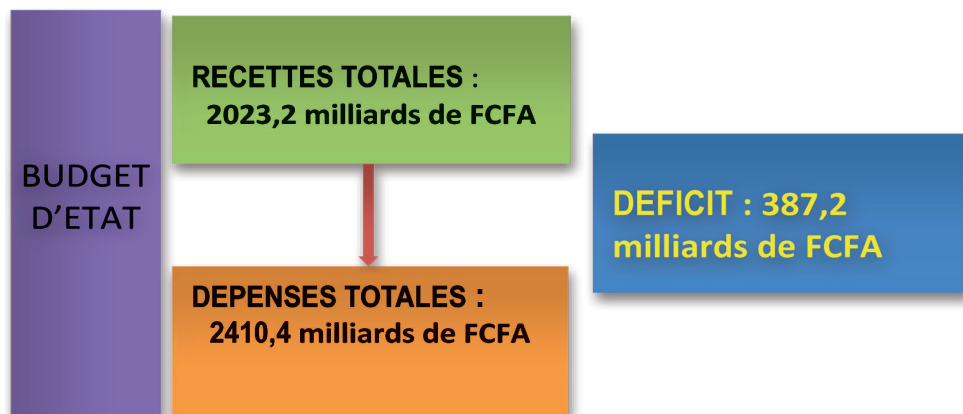 BUDGET
D'ETAT
RECETTES TOTALES :
2023,2 milliards de FCFA
DEPENSES TOTALES :
2410,4 milliards de FCFA
DEFICIT : 387,2
milliards de FCFA